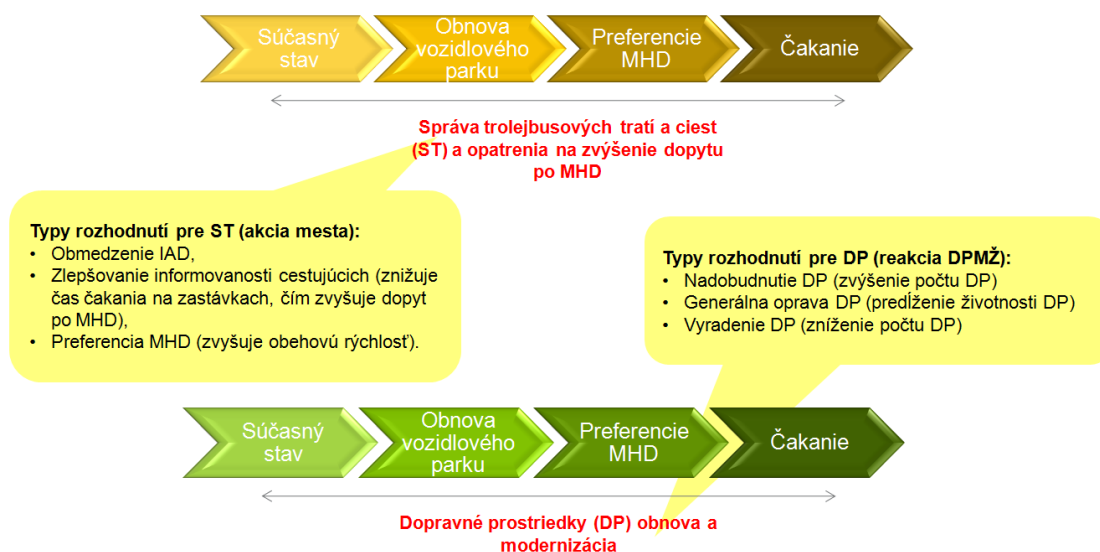 Súčasný
stav
Obnova
vozidlového
parku
Preferencie
MHD
Čakanie
Správa trolejbusových tratí a ciest
(ST) a opatrenia na zvýšenie dopytu
po MHD
Typy rozhodnutí pre ST (akcia mesta):
• Obmedzenie IAD,
• Zlepšovanie informovanosti cestujúcich (znižuje
čas čakania na zastávkach, čím zvyšuje dopyt
po MHD),
• Preferencia MHD (zvyšuje obehovú rýchlosť).
Typy rozhodnutí pre DP (reakcia DPMŽ):
• Nadobudnutie DP (zvýšenie počtu DP)
• Generálna oprava DP (predĺženie životnosti DP)
• Vyradenie DP (zníženie počtu DP)
Súčasný
stav
Obnova
vozidlového
parku
Preferencie
MHD
Čakanie
Dopravné prostriedky (DP) obnova a
modernizácia